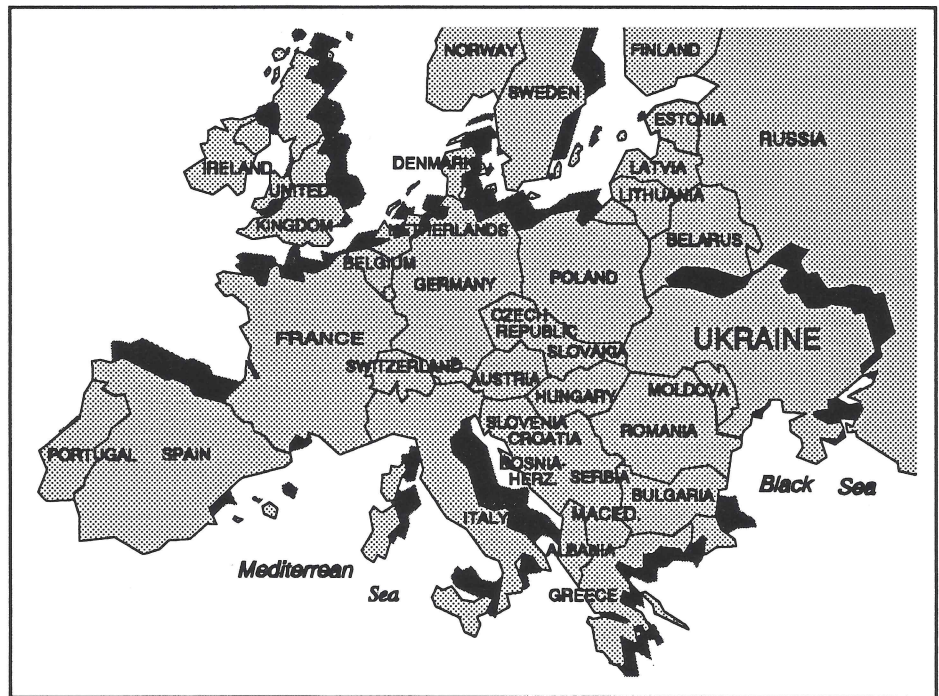 NORWAY
FINLAND
SWEDEN
ESTONIA
RUSSIA
DENMARK
LATVIA
IRELAND
UNITED
KINGDOM
LITHUANIA
NETHERLANDS
BELARUS
BELGIUM
GERMANY
POLAND
CZECH
REPUBLIC
UKRAINE
FRANCE
SLOVAKIA
SWITZERLAND
AUSTRIA
HUNGARY
MOLDOVA
SLOVENIA
CROATIA
ROMANIA
PORTUGAL
SPAIN
BOSNIA-
HERZ.
SERBIA
BULGARIA
Black Sea
ITALY
MACED.
ALBANIA
Mediterrean
Sea
GREECE